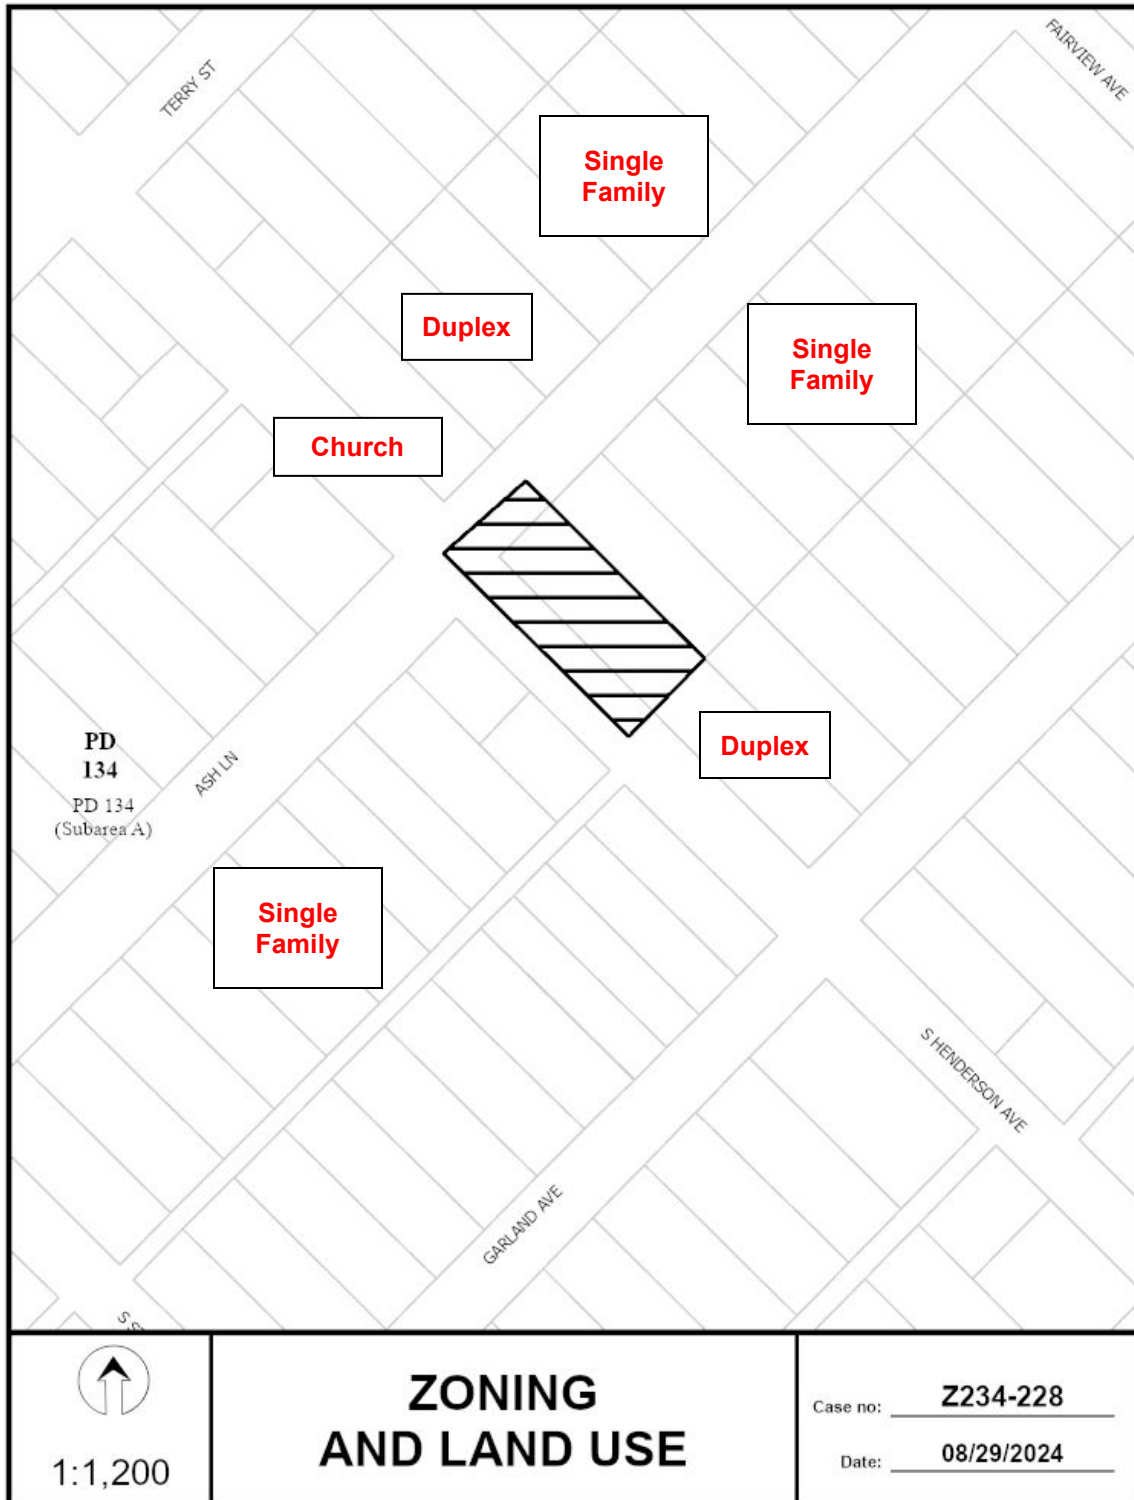 FAIRVIEW AVE
TERRY ST
Single
Family
Duplex
Single
Family
Church
Duplex
PD
134
PD 134
(Subarea A)
ASH LN
Single
Family
S HENDERSON AVE
GARLAND AVE
S
1:1,200
ZONING
AND LAND USE
Case no: Z234-228
Date: 08/29/2024